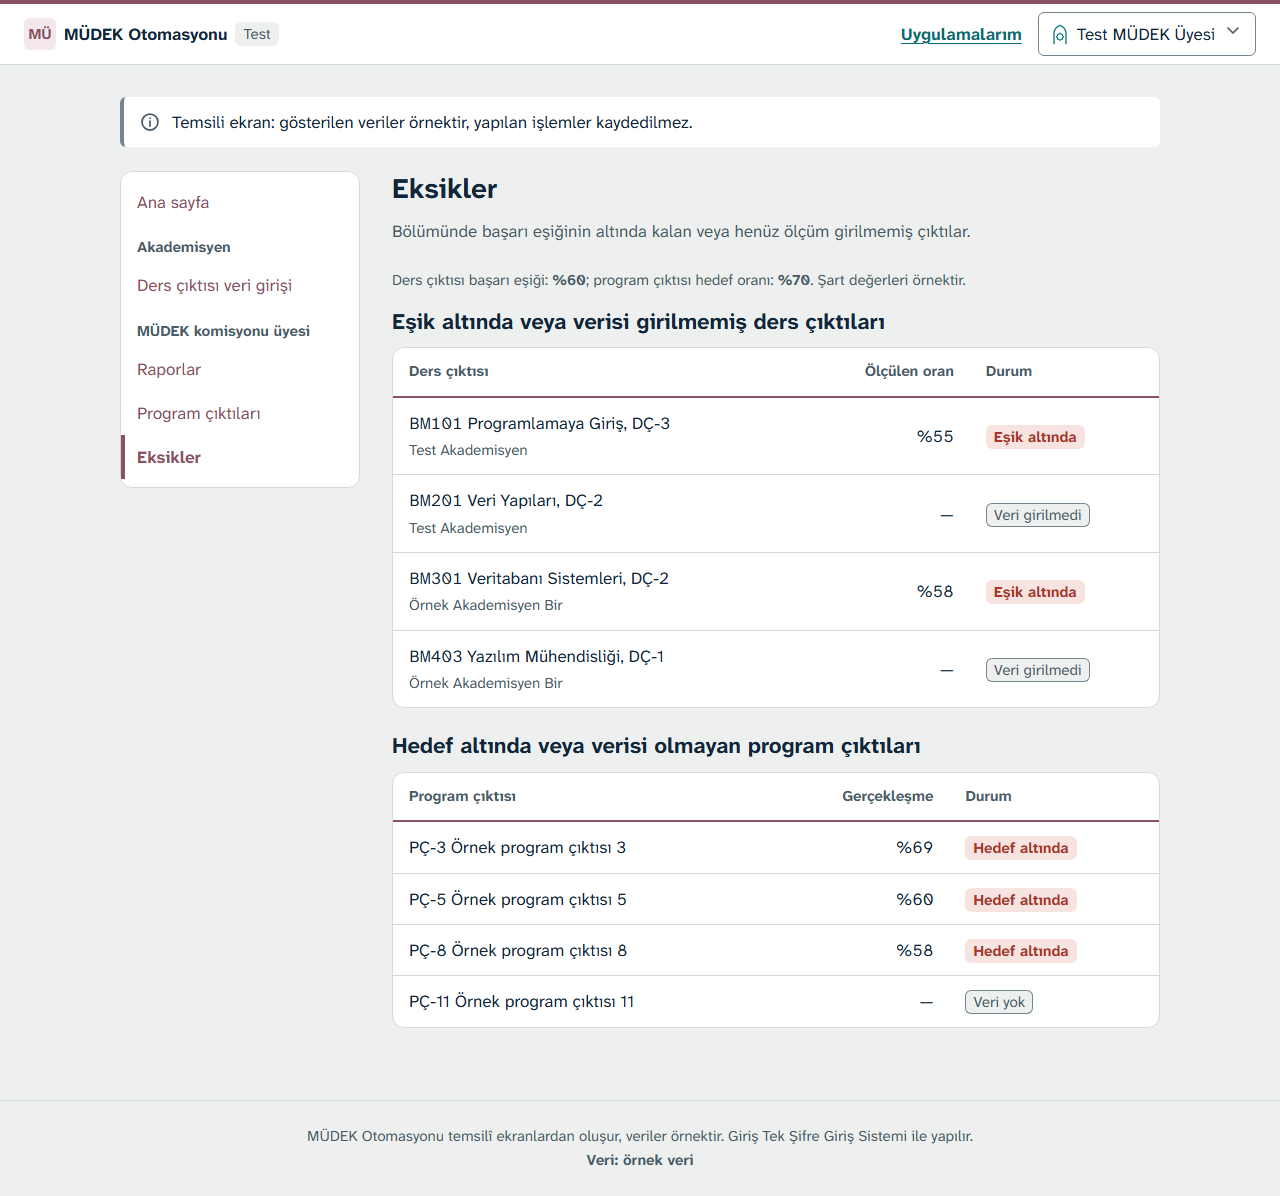 MÜ MÜDEK Otomasyonu Test
Uygulamalarım
Test MÜDEK Üyesi
Temsili ekran: gösterilen veriler örnektir, yapılan işlemler kaydedilmez.
Ana sayfa
Akademisyen
Ders çıktısı veri girişi
MÜDEK komisyonu üyesi
Raporlar
Program çıktıları
Eksikler
Eksikler
Bölümünde başarı eşiğinin altında kalan veya henüz ölçüm girilmemiş çıktılar.
Ders çıktısı başarı eşiği: %60; program çıktısı hedef oranı: %70. Şart değerleri örnektir.
Eşik altında veya verisi girilmemiş ders çıktıları
Ders çıktısı Ölçülen oran Durum
BM101 Programlamaya Giriş, DÇ-3
Test Akademisyen
%55 Eşik altında
BM201 Veri Yapıları, DÇ-2
Test Akademisyen
— Veri girilmedi
BM301 Veritabanı Sistemleri, DÇ-2
Örnek Akademisyen Bir
%58 Eşik altında
BM403 Yazılım Mühendisliği, DÇ-1
Örnek Akademisyen Bir
— Veri girilmedi
Hedef altında veya verisi olmayan program çıktıları
Program çıktısı Gerçekleşme Durum
PÇ-3 Örnek program çıktısı 3 %69 Hedef altında
PÇ-5 Örnek program çıktısı 5 %60 Hedef altında
PÇ-8 Örnek program çıktısı 8 %58 Hedef altında
PÇ-11 Örnek program çıktısı 11 — Veri yok
MÜDEK Otomasyonu temsilî ekranlardan oluşur, veriler örnektir. Giriş Tek Şifre Giriş Sistemi ile yapılır.
Veri: örnek veri